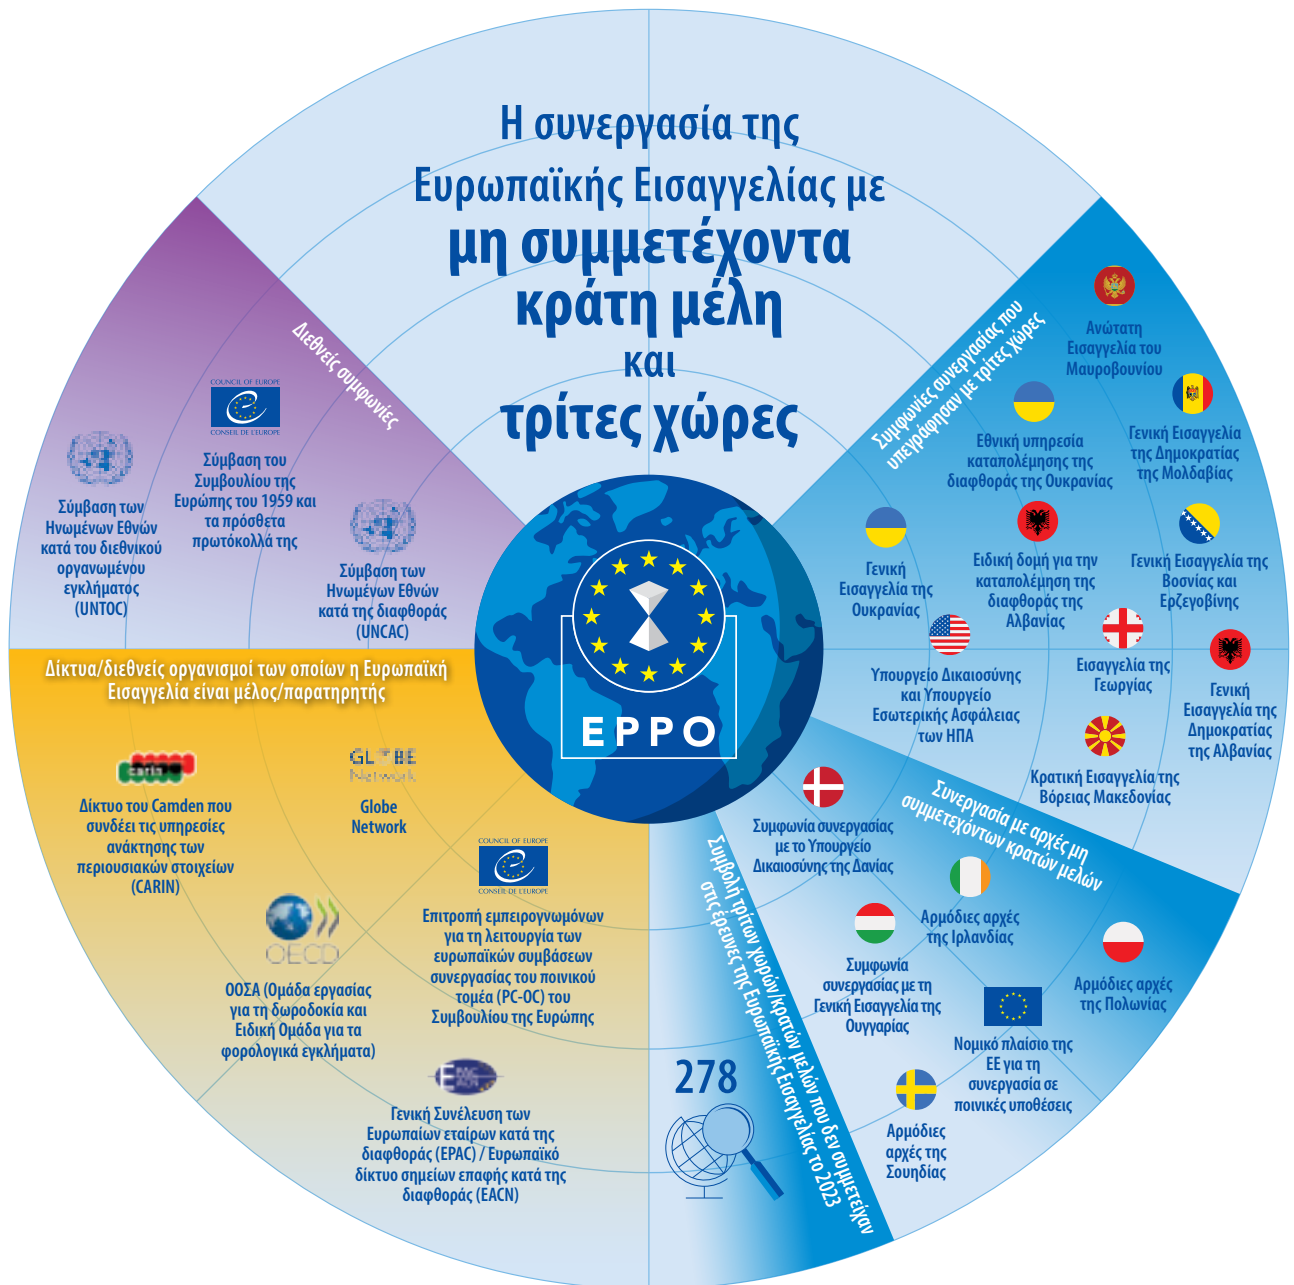 Η συνεργασία της
Ευρωπαϊκής Εισαγγελίας με
μη συμμετέχοντα
κράτη μέλη
και
τρίτες χώρες
Διεθνείς συμφωνίες
COUNCIL OF EUROPE
CONSEIL DE L'EUROPE
Σύμβαση του
Συμβουλίου της
Ευρώπης του 1959 και
τα πρόσθετα
πρωτόκολλά της
Σύμβαση των
Ηνωμένων Εθνών
κατά του διεθνικού
οργανωμένου
εγκλήματος
(UNTOC)
Σύμβαση των
Ηνωμένων Εθνών
κατά της διαφθοράς
(UNCAC)
Συμφωνίες συνεργασίας που
υπεγράφησαν με τρίτες χώρες
Ανώτατη
Εισαγγελία του
Μαυροβουνίου
Εθνική υπηρεσία
καταπολέμησης της
διαφθοράς της Ουκρανίας
Γενική Εισαγγελία
της Δημοκρατίας
της Μολδαβίας
Γενική
Εισαγγελία της
Ουκρανίας
Ειδική δομή για την
καταπολέμηση της
διαφθοράς της
Αλβανίας
Γενική Εισαγγελία της
Βοσνίας και
Ερζεγοβίνης
Υπουργείο Δικαιοσύνης
και Υπουργείο
Εσωτερικής Ασφάλειας
των ΗΠΑ
Εισαγγελία της
Γεωργίας
Γενική
Εισαγγελία της
Δημοκρατίας
της Αλβανίας
Κρατική Εισαγγελία της
Βόρειας Μακεδονίας
EPPO
Δίκτυα/διεθνείς οργανισμοί των οποίων η Ευρωπαϊκή
Εισαγγελία είναι μέλος/παρατηρητής
carin
Δίκτυο του Camden που
συνδέει τις υπηρεσίες
ανάκτησης των
περιουσιακών στοιχείων
(CARIN)
GLOBE
Network
Globe
Network
COUNCIL OF EUROPE
CONSEIL DE L'EUROPE
Επιτροπή εμπειρογνωμόνων
για τη λειτουργία των
ευρωπαϊκών συμβάσεων
συνεργασίας του ποινικού
τομέα (PC-OC) του
Συμβουλίου της Ευρώπης
OECD
ΟΟΣΑ (Ομάδα εργασίας
για τη δωροδοκία και
Ειδική Ομάδα για τα
φορολογικά εγκλήματα)
EPAC
EACN
Γενική Συνέλευση των
Ευρωπαίων εταίρων κατά της
διαφθοράς (EPAC) / Ευρωπαϊκό
δίκτυο σημείων επαφής κατά της
διαφθοράς (EACN)
Συμβολή τρίτων χωρών/κρατών μελών που δεν συμμετείχαν
στις έρευνες της Ευρωπαϊκής Εισαγγελίας το 2023
278
Συνεργασία με αρχές μη
συμμετεχόντων κρατών μελών
Συμφωνία συνεργασίας
με το Υπουργείο
Δικαιοσύνης της Δανίας
Αρμόδιες αρχές
της Ιρλανδίας
Συμφωνία
συνεργασίας με τη
Γενική Εισαγγελία της
Ουγγαρίας
Αρμόδιες αρχές
της Πολωνίας
Νομικό πλαίσιο της
ΕΕ για τη
συνεργασία σε
ποινικές υποθέσεις
Αρμόδιες
αρχές της
Σουηδίας